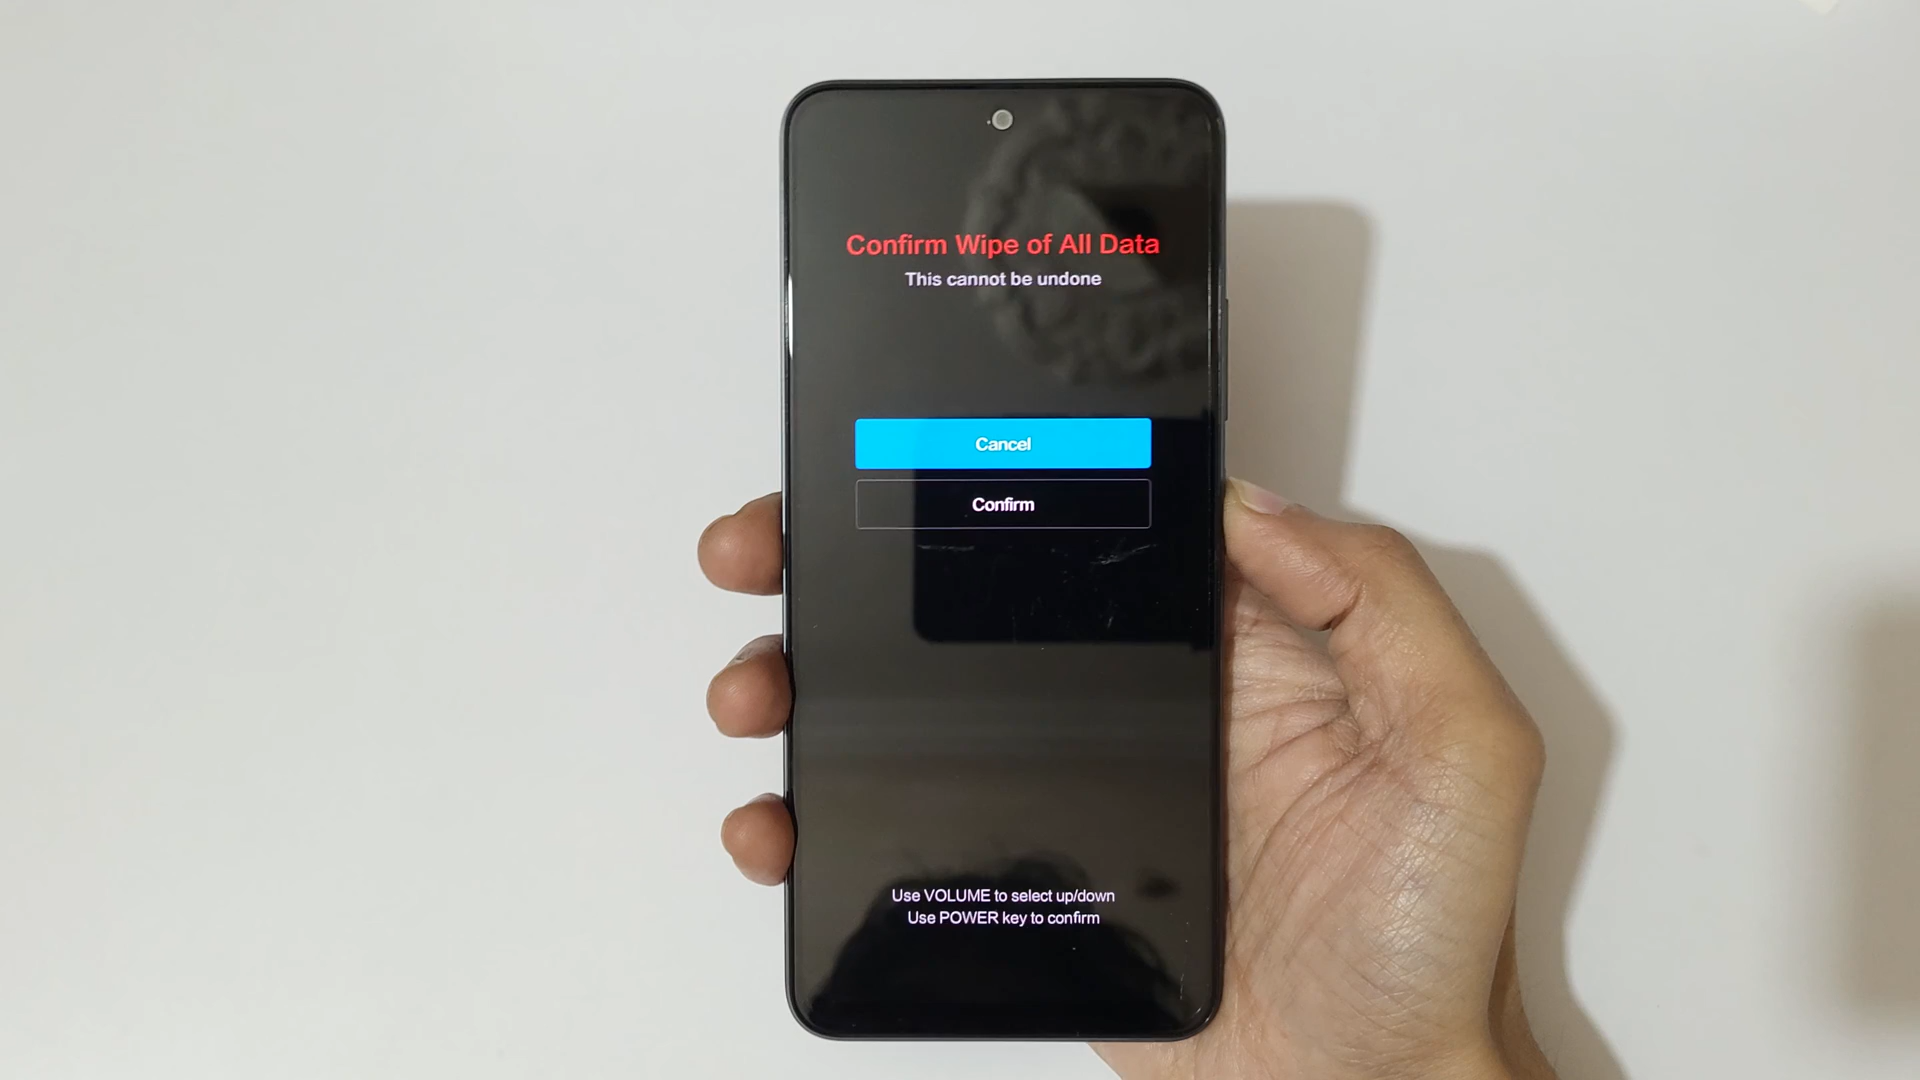 Confirm Wipe of All Data
This cannot be undone
Cancel
Confirm
Use VOLUME to select up/down
Use POWER key to confirm